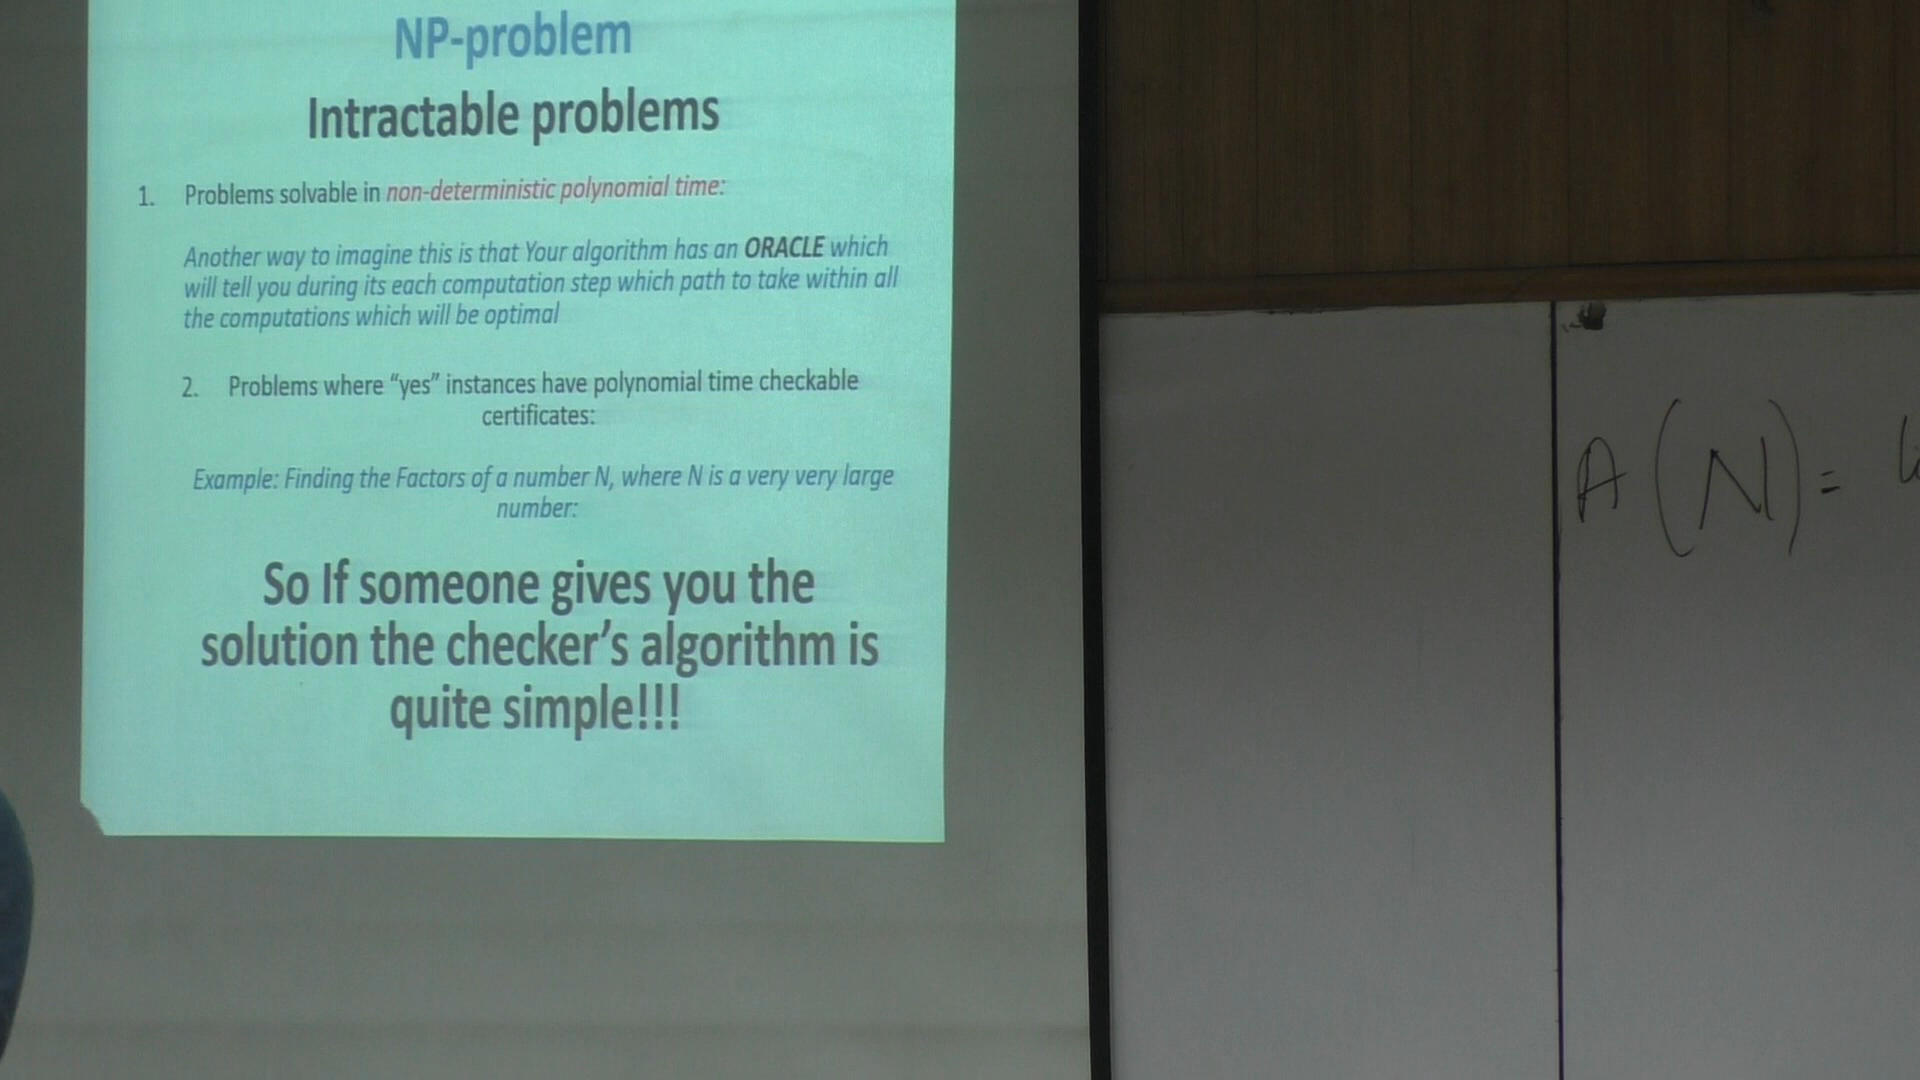 NP-problem
Intractable problems
1. Problems solvable in non-deterministic polynomial time:
Another way to imagine this is that Your algorithm has an ORACLE which
will tell you during its each computation step which path to take within all
the computations which will be optimal
2. Problems where “yes” instances have polynomial time checkable
certificates:
Example: Finding the Factors of a number N, where N is a very very large
number:
So If someone gives you the
solution the checker’s algorithm is
quite simple!!!
A (N) =